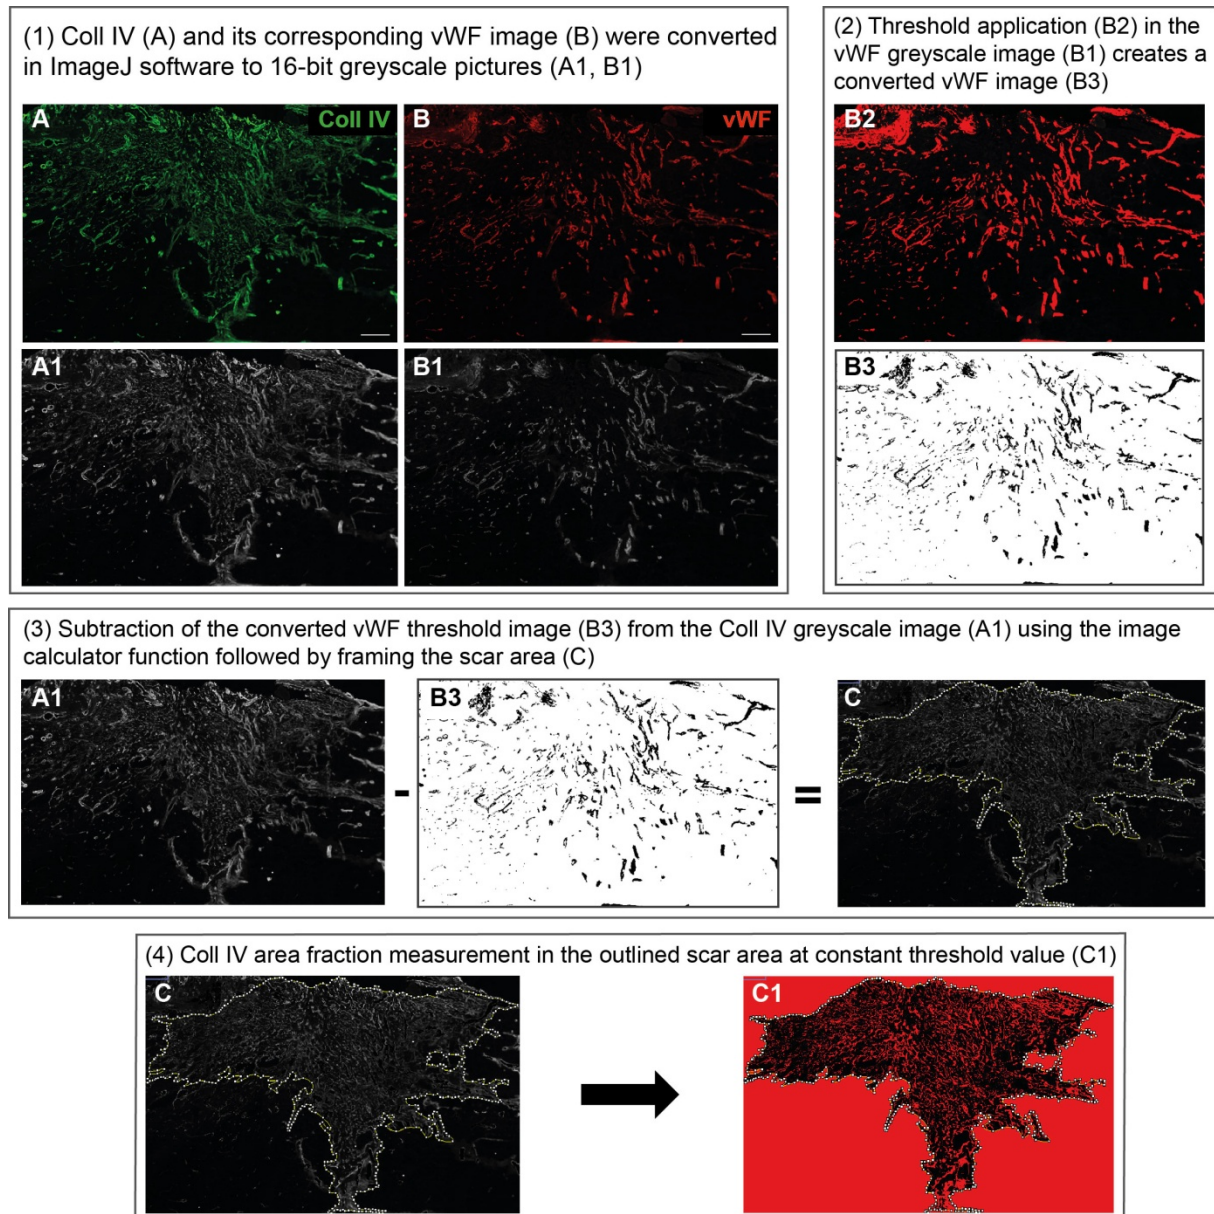 (1) Coll IV (A) and its corresponding vWF image (B) were converted
in ImageJ software to 16-bit greyscale pictures (A1, B1)
A
Coll IV
B
vWF
A1
B1
(2) Threshold application (B2) in the
vWF greyscale image (B1) creates a
converted vWF image (B3)
B2
B3
(3) Subtraction of the converted vWF threshold image (B3) from the Coll IV greyscale image (A1) using the image
calculator function followed by framing the scar area (C)
A1
-
B3
=
C
(4) Coll IV area fraction measurement in the outlined scar area at constant threshold value (C1)
C
C1